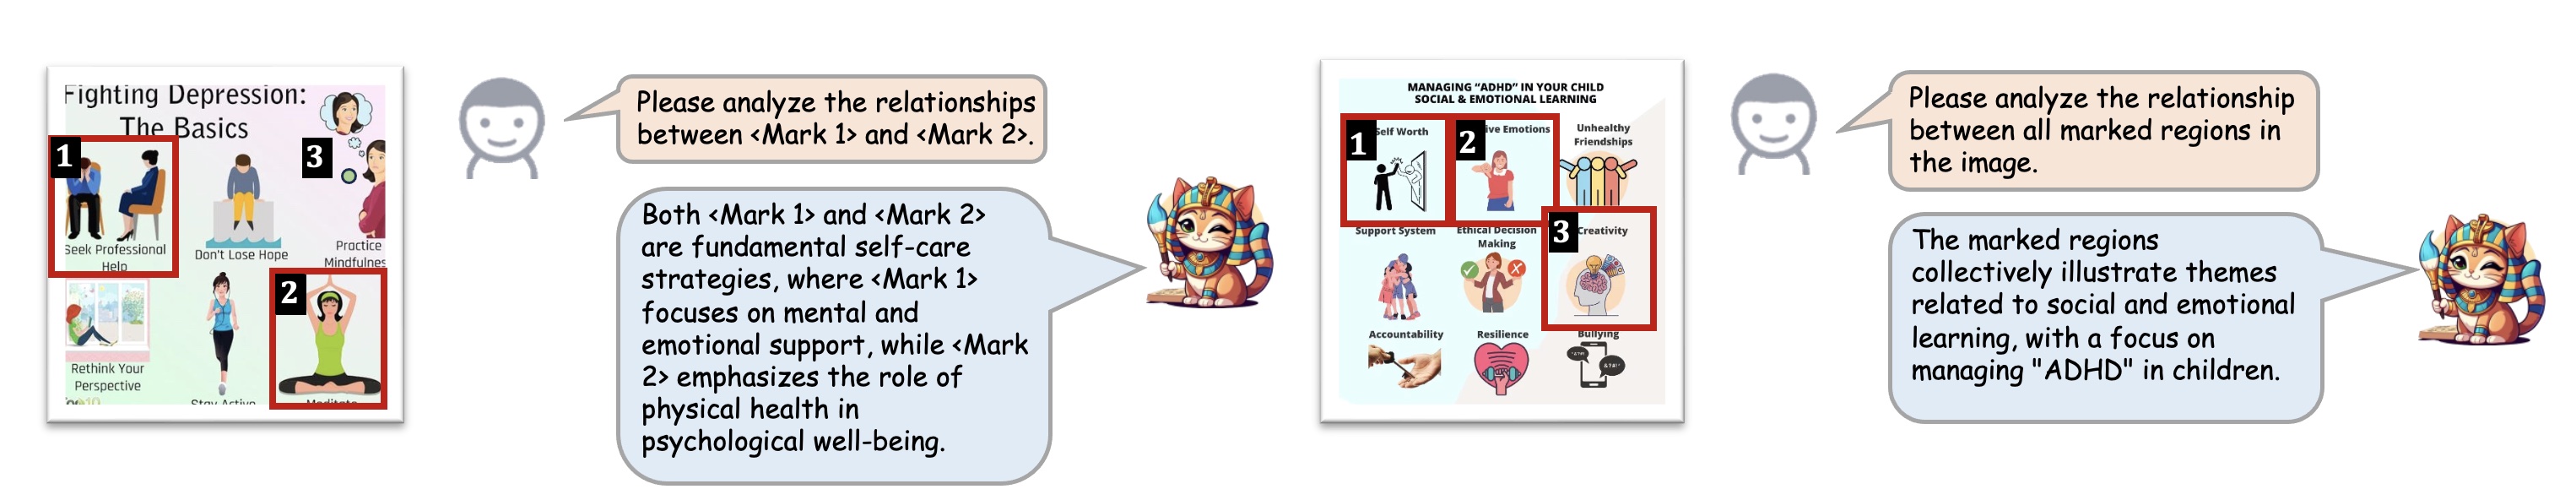 Fighting Depression:
The Basics
1
3
Seek Professional
Help
Don't Lose Hope
Practice
Mindfulnes
2
Rethink Your
Perspective
Stay Active
Meditate
Please analyze the relationships
between <Mark 1> and <Mark 2>.
Both <Mark 1> and <Mark 2>
are fundamental self-care
strategies, where <Mark 1>
focuses on mental and
emotional support, while <Mark
2> emphasizes the role of
physical health in
psychological well-being.
MANAGING “ADHD” IN YOUR CHILD
SOCIAL & EMOTIONAL LEARNING
1
Self Worth
2
ive Emotions
Unhealthy
Friendships
Support System
Ethical Decision
Making
3
Creativity
Accountability
Resilience
Bullying
Please analyze the relationship
between all marked regions in
the image.
The marked regions
collectively illustrate themes
related to social and emotional
learning, with a focus on
managing "ADHD" in children.